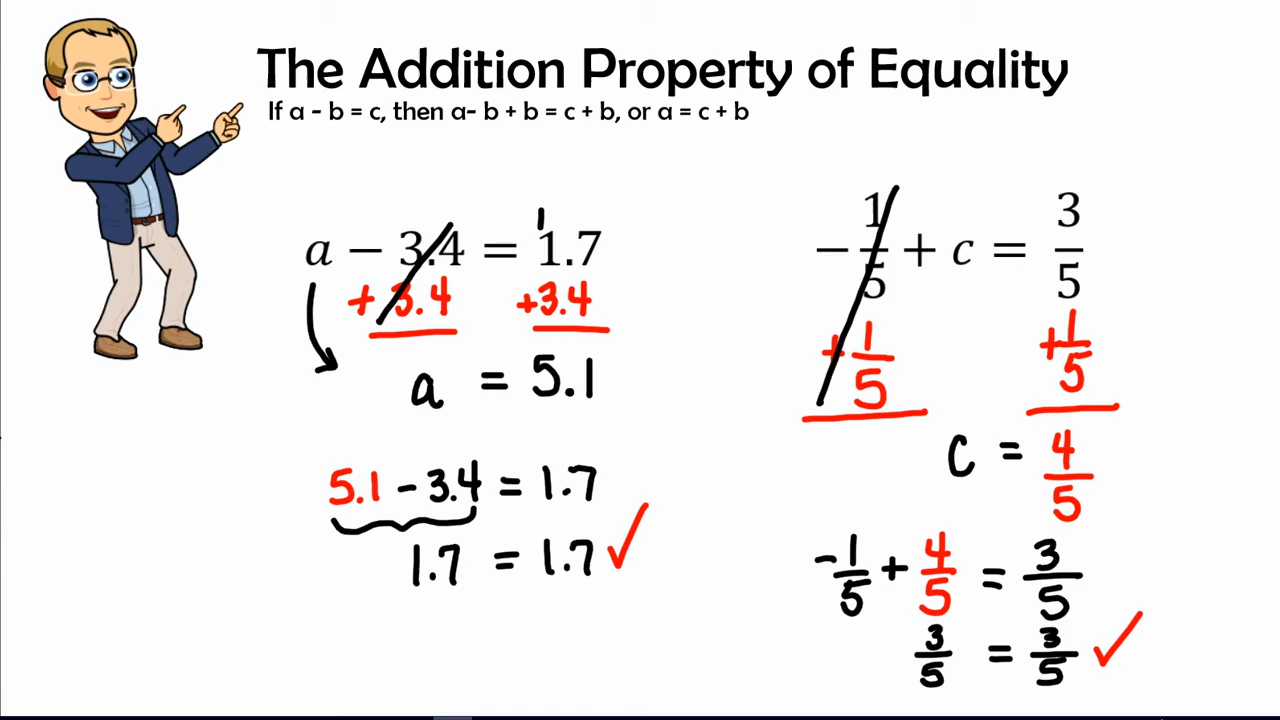 The Addition Property of Equality
If a - b = c, then a- b + b = c + b, or a = c + b
1
a − 3.4 = 1.7
+3.4 +3.4
a = 5.1
5.1 - 3.4 = 1.7
1.7 = 1.7 ✓
− 1/5 + c = 3/5
+ 1/5 + 1/5
c = 4/5
-1/5 + 4/5 = 3/5
3/5 = 3/5 ✓